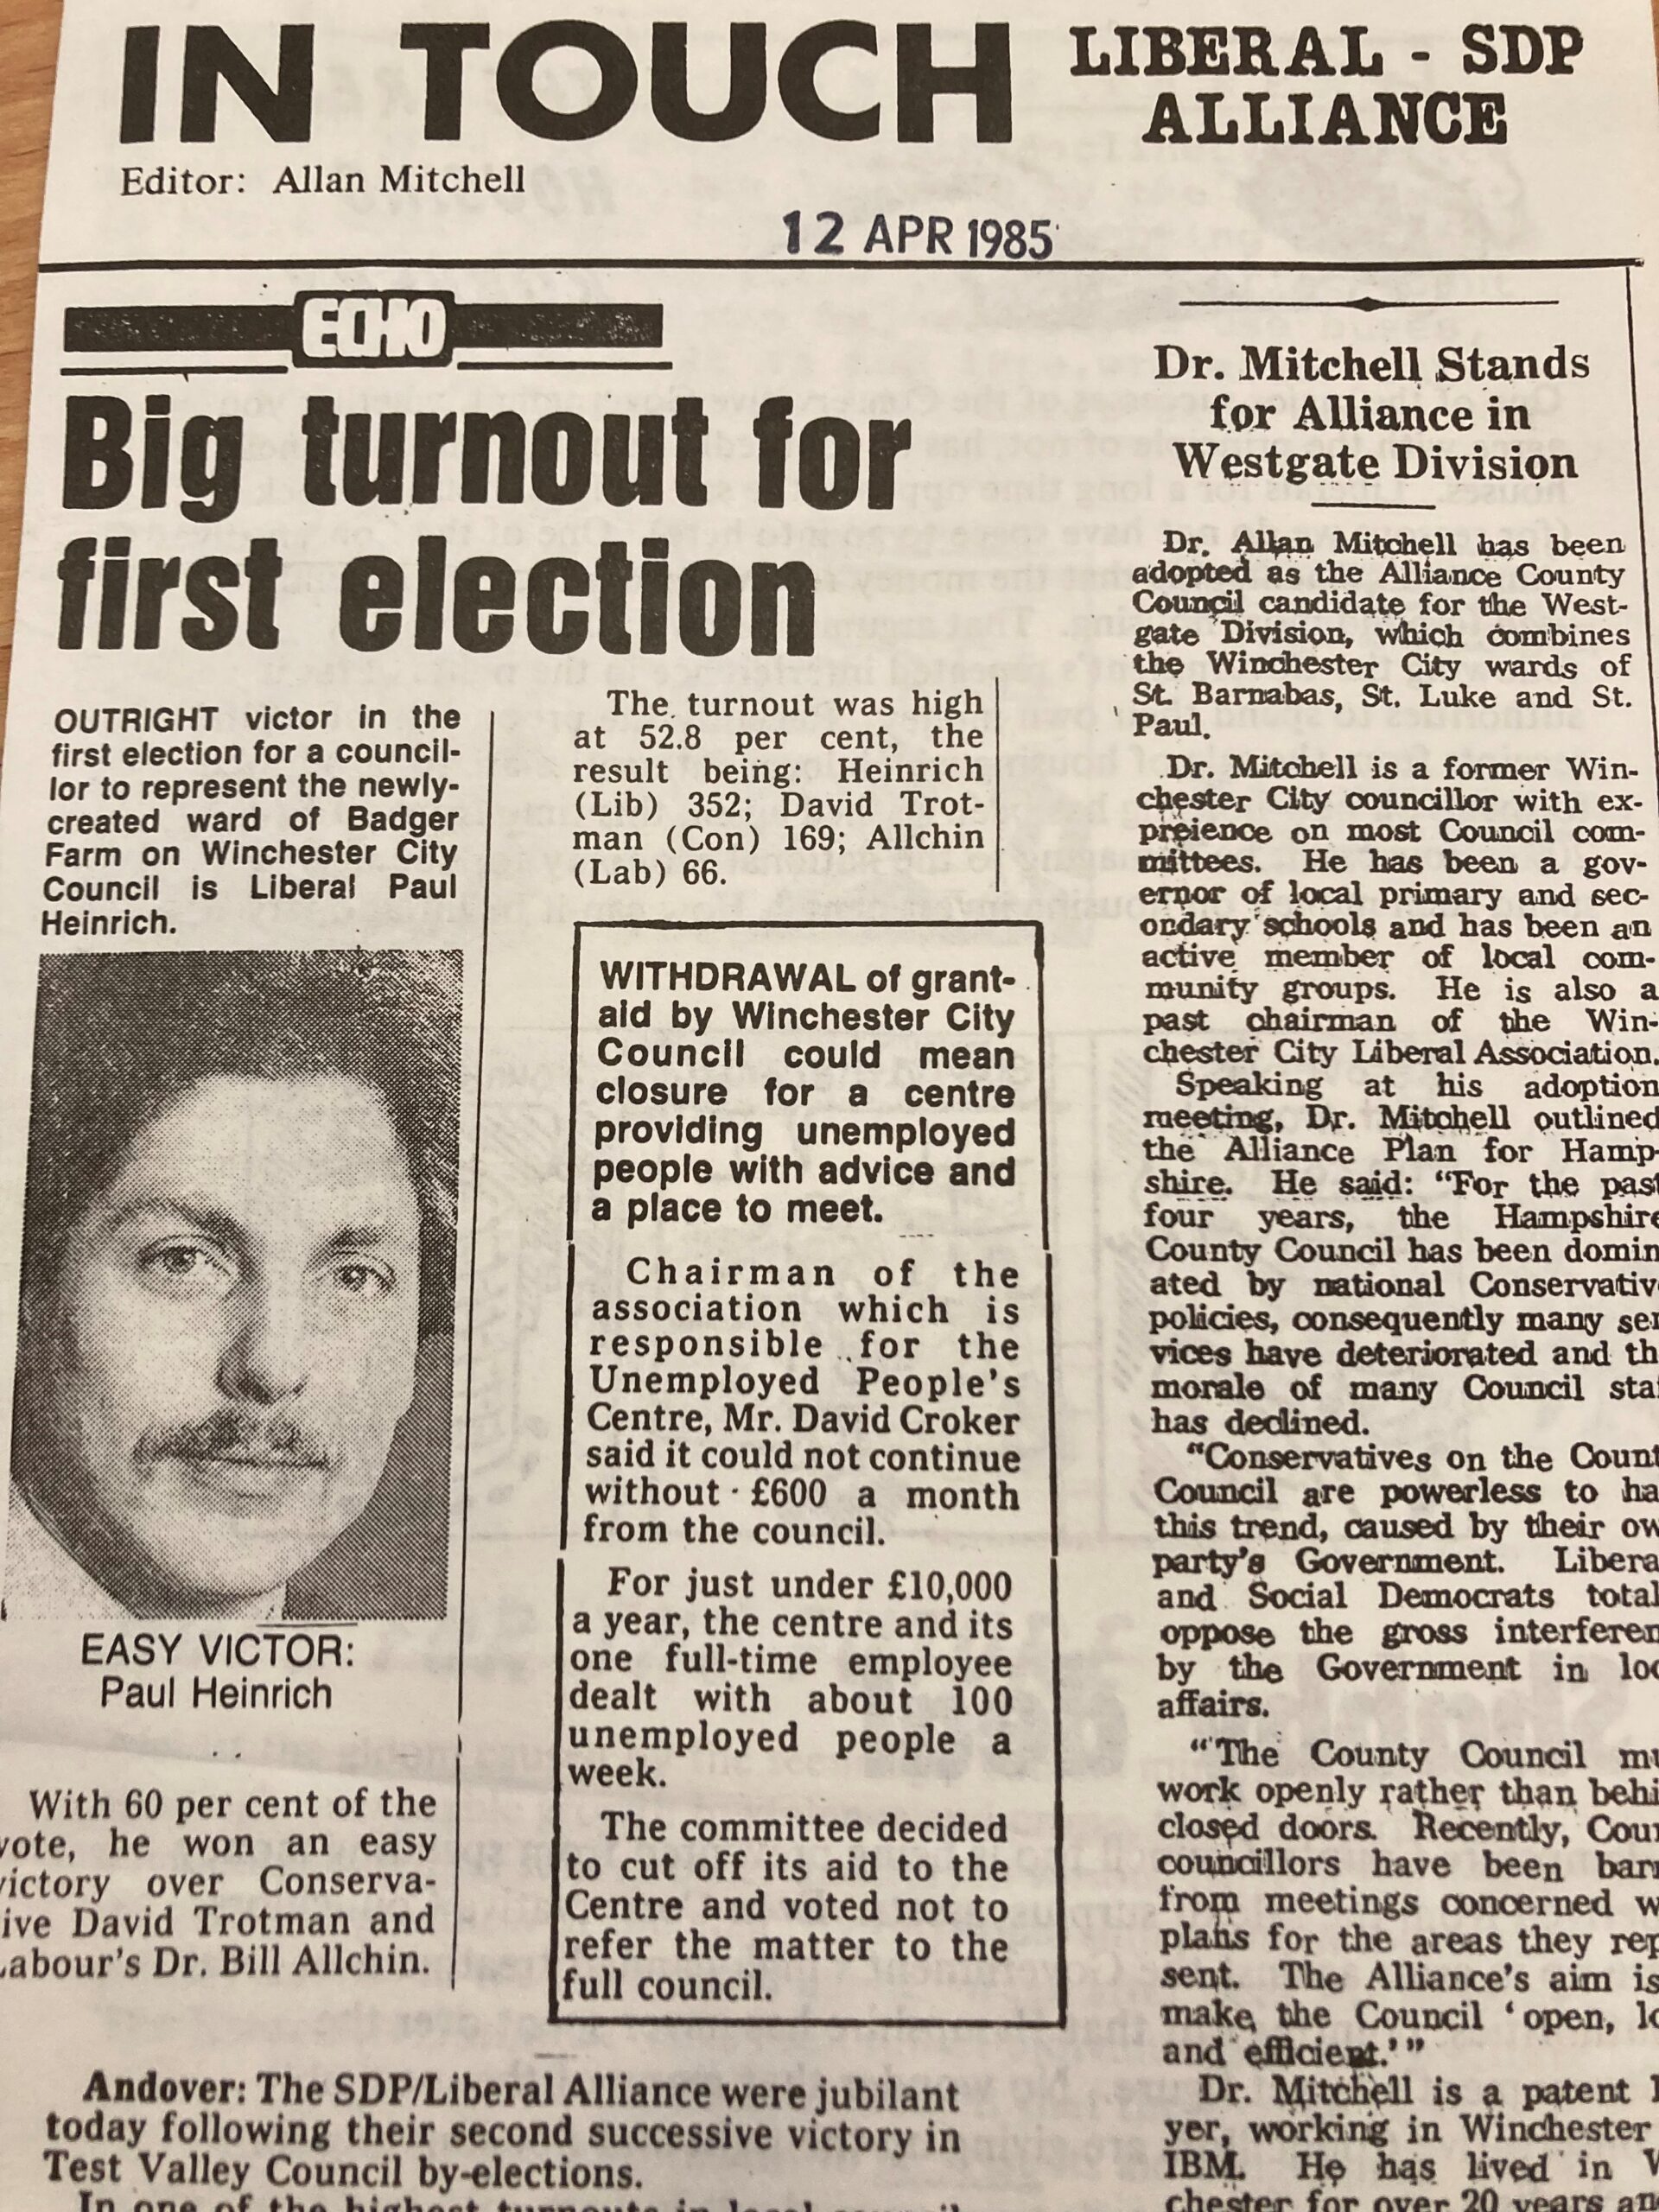 IN TOUCH
LIBERAL - SDP
ALLIANCE
Editor: Allan Mitchell
12 APR 1985
ECHO
Big turnout for
first election
OUTRIGHT victor in the
first election for a council-
lor to represent the newly-
created ward of Badger
Farm on Winchester City
Council is Liberal Paul
Heinrich.
EASY VICTOR:
Paul Heinrich
With 60 per cent of the
vote, he won an easy
victory over Conserva-
tive David Trotman and
Labour's Dr. Bill Allchin.
The turnout was high
at 52.8 per cent, the
result being: Heinrich
(Lib) 352; David Trot-
man (Con) 169; Allchin
(Lab) 66.
WITHDRAWAL of grant-
aid by Winchester City
Council could mean
closure for a centre
providing unemployed
people with advice and
a place to meet.
Chairman of the
association which is
responsible for the
Unemployed People's
Centre, Mr. David Croker
said it could not continue
without £600 a month
from the council.
For just under £10,000
a year, the centre and its
one full-time employee
dealt with about 100
unemployed people a
week.
The committee decided
to cut off its aid to the
Centre and voted not to
refer the matter to the
full council.
Andover: The SDP/Liberal Alliance were jubilant
today following their second successive victory in
Test Valley Council by-elections.
In one of the highest turnouts in local council
Dr. Mitchell Stands
for Alliance in
Westgate Division
Dr. Allan Mitchell has been
adopted as the Alliance County
Council candidate for the West-
gate Division, which combines
the Winchester City wards of
St. Barnabas, St. Luke and St.
Paul.
Dr. Mitchell is a former Win-
chester City councillor with ex-
preience on most Council com-
mittees. He has been a gov-
ernor of local primary and sec-
ondary schools and has been an
active member of local com-
munity groups. He is also a
past chairman of the Win-
chester City Liberal Association.
Speaking at his adoption
meeting, Dr. Mitchell outlined
the Alliance Plan for Hamp-
shire. He said: "For the past
four years, the Hampshire
County Council has been domin
ated by national Conservative
policies, consequently many ser
vices have deteriorated and th
morale of many Council sta
has declined.
"Conservatives on the Count
Council are powerless to ha
this trend, caused by their ow
party's Government. Libera
and Social Democrats total
oppose the gross interferen
by the Government in loc
affairs.
"The County Council mu
work openly rather than behi
closed doors. Recently, Coun
councillors have been barr
from meetings concerned w
plans for the areas they rep
sent. The Alliance's aim is
make the Council 'open, lo
and efficient.'"
Dr. Mitchell is a patent l
yer, working in Winchester
IBM. He has lived in W
chester for over 20 years an